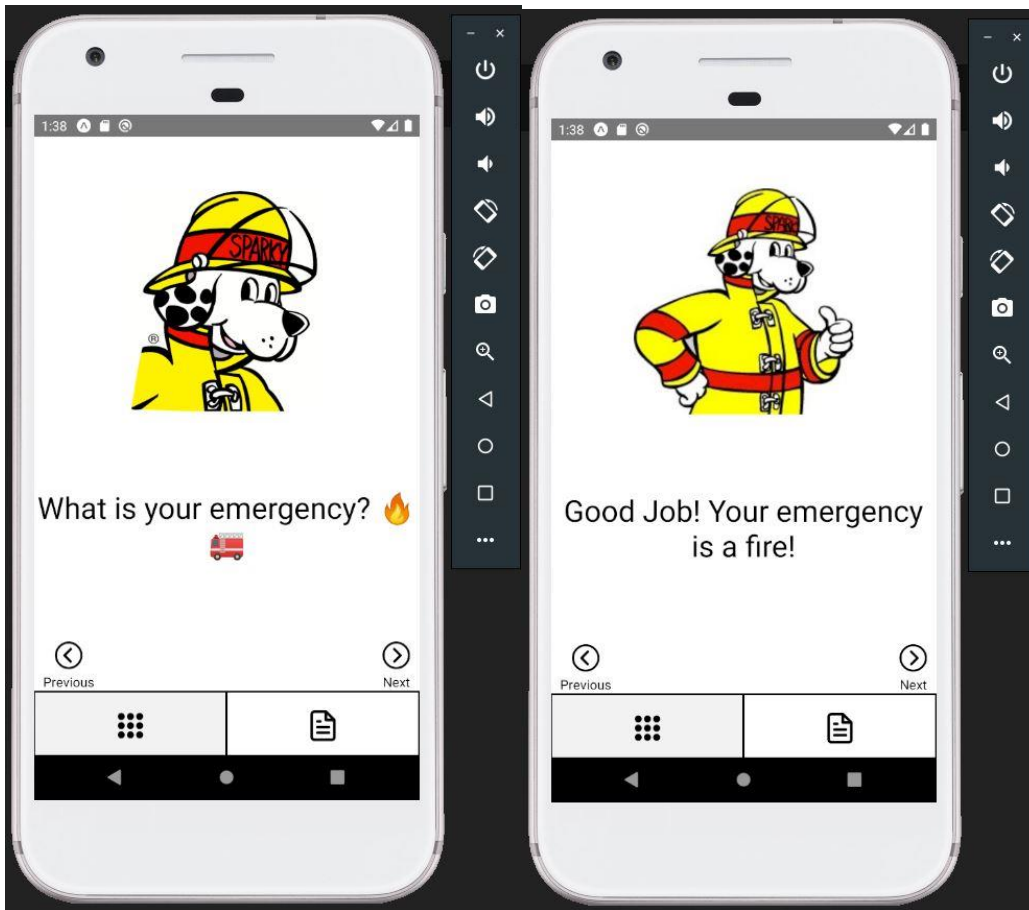 1:38
SPARKY
®
What is your emergency? 🔥
🚒
Previous
Next
1:38
SPARKY
Good Job! Your emergency
is a fire!
Previous
Next